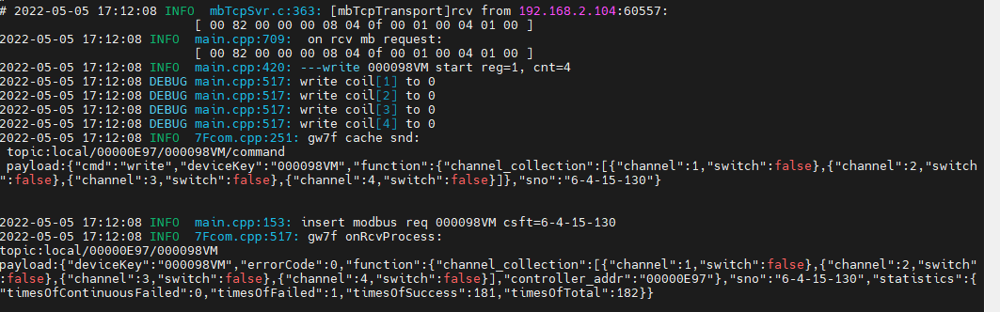 # 2022-05-05 17:12:08 INFO  mbTcpSvr.c:363: [mbTcpTransport]rcv from 192.168.2.104:60557:
[ 00 82 00 00 00 08 04 0f 00 01 00 04 01 00 ]
2022-05-05 17:12:08 INFO  main.cpp:709:  on rcv mb request:
[ 00 82 00 00 00 08 04 0f 00 01 00 04 01 00 ]
2022-05-05 17:12:08 INFO  main.cpp:420: ---write 000098VM start reg=1, cnt=4
2022-05-05 17:12:08 DEBUG main.cpp:517: write coil[1] to 0
2022-05-05 17:12:08 DEBUG main.cpp:517: write coil[2] to 0
2022-05-05 17:12:08 DEBUG main.cpp:517: write coil[3] to 0
2022-05-05 17:12:08 DEBUG main.cpp:517: write coil[4] to 0
2022-05-05 17:12:08 INFO  7Fcom.cpp:251: gw7f cache snd:
topic:local/00000E97/000098VM/command
payload:{"cmd":"write","deviceKey":"000098VM","function":{"channel_collection":[{"channel":1,"switch":false},{"channel":2,"switch
":false},{"channel":3,"switch":false},{"channel":4,"switch":false}]},"sno":"6-4-15-130"}
2022-05-05 17:12:08 INFO  main.cpp:153: insert modbus req 000098VM csft=6-4-15-130
2022-05-05 17:12:08 INFO  7Fcom.cpp:517: gw7f onRcvProcess:
topic:local/00000E97/000098VM
payload:{"deviceKey":"000098VM","errorCode":0,"function":{"channel_collection":[{"channel":1,"switch":false},{"channel":2,"switch"
:false},{"channel":3,"switch":false},{"channel":4,"switch":false}],"controller_addr":"00000E97"},"sno":"6-4-15-130","statistics":{
"timesOfContinuousFailed":0,"timesOfFailed":1,"timesOfSuccess":181,"timesOfTotal":182}}